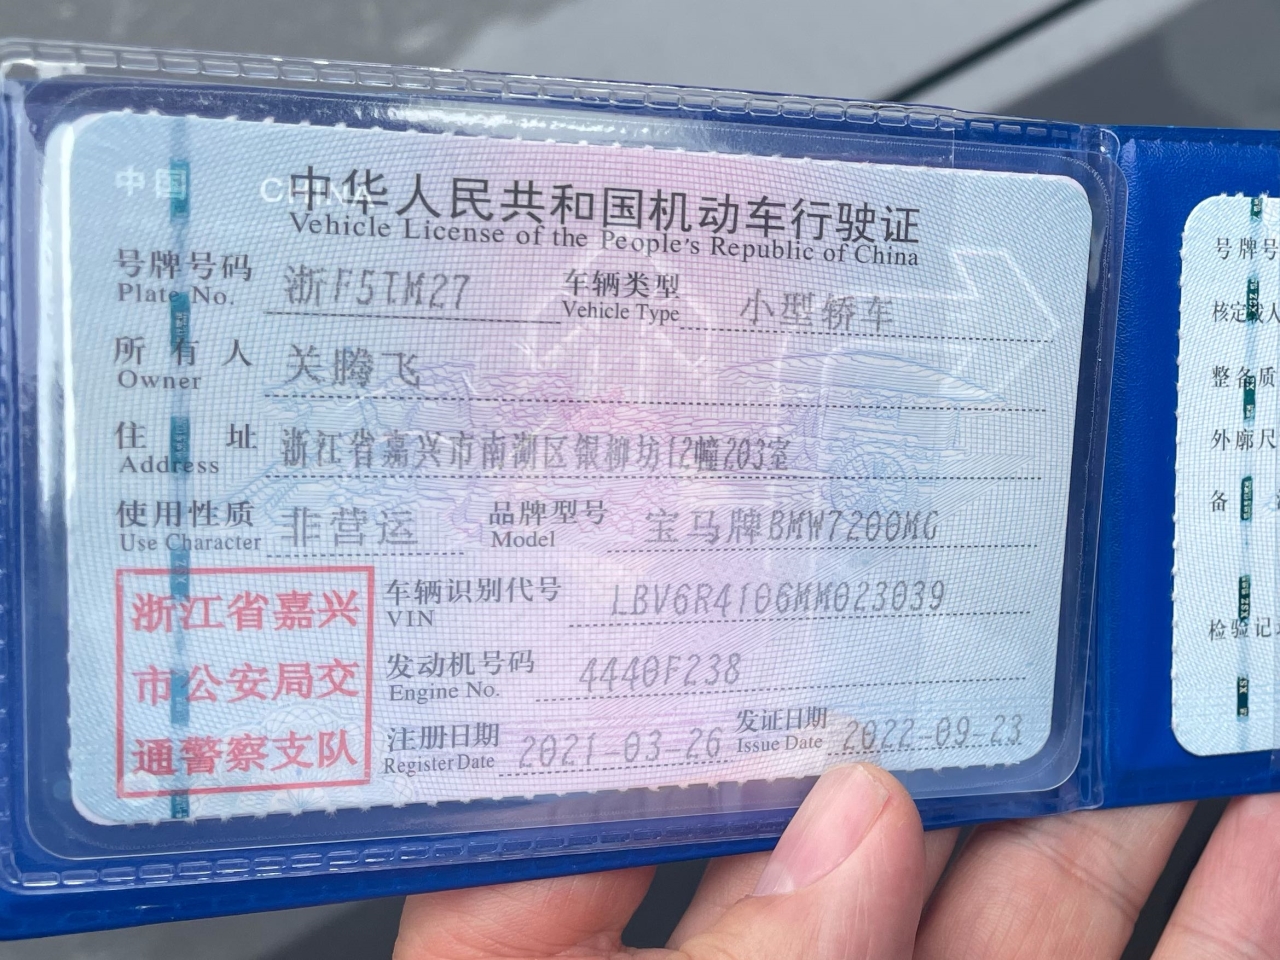 中国 CHINA
中华人民共和国机动车行驶证
Vehicle License of the People's Republic of China
号牌号码 浙F5TM27 车辆类型 小型轿车
Plate No. Vehicle Type
所有人 关腾飞
Owner
住址 浙江省嘉兴市南湖区银柳坊12幢203室
Address
使用性质 非营运 品牌型号 宝马牌BMW7200MG
Use Character Model
浙江省嘉兴
市公安局交
通警察支队
车辆识别代号 LBV6R4106MM023039
VIN
发动机号码 4440F238
Engine No.
注册日期 2021-03-26 发证日期 2022-09-23
Register Date Issue Date
号牌号
核定载人
整备质
外廓尺
备
检验记